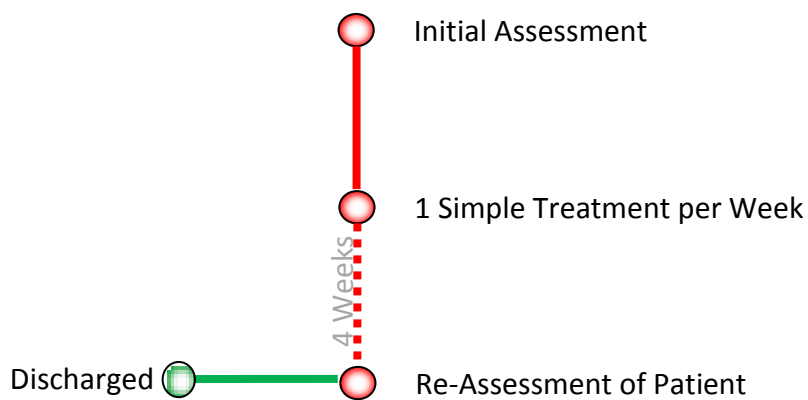 Initial Assessment
1 Simple Treatment per Week
4 Weeks
Discharged
Re-Assessment of Patient